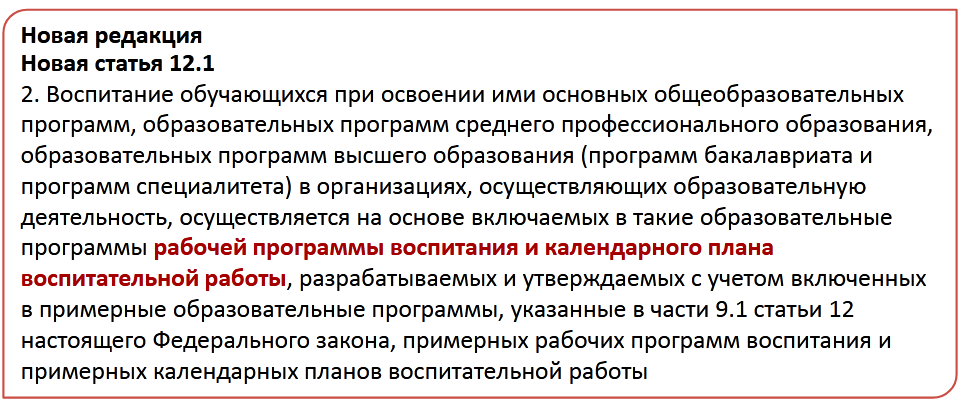 Новая редакция
Новая статья 12.1
2. Воспитание обучающихся при освоении ими основных общеобразовательных
программ, образовательных программ среднего профессионального образования,
образовательных программ высшего образования (программ бакалавриата и
программ специалитета) в организациях, осуществляющих образовательную
деятельность, осуществляется на основе включаемых в такие образовательные
программы рабочей программы воспитания и календарного плана
воспитательной работы, разрабатываемых и утверждаемых с учетом включенных
в примерные образовательные программы, указанные в части 9.1 статьи 12
настоящего Федерального закона, примерных рабочих программ воспитания и
примерных календарных планов воспитательной работы